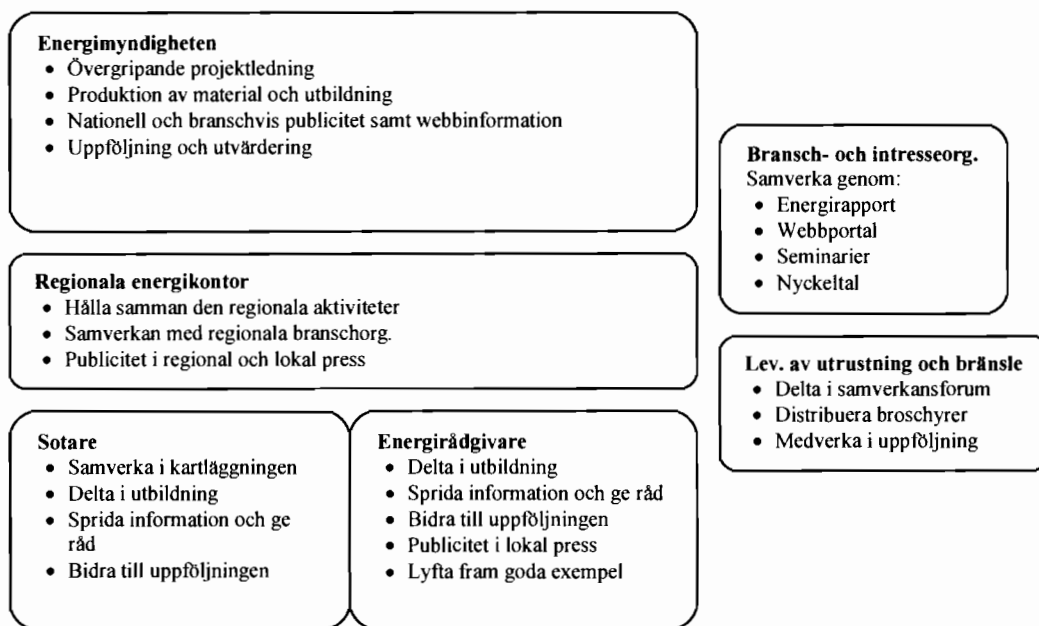 Energimyndigheten
• Övergripande projektledning
• Produktion av material och utbildning
• Nationell och branschvis publicitet samt webbinformation
• Uppföljning och utvärdering
Bransch- och intresseorg.
Samverka genom:
• Energirapport
• Webbportal
• Seminarier
• Nyckeltal
Regionala energikontor
• Hålla samman den regionala aktiviteter
• Samverkan med regionala branschorg.
• Publicitet i regional och lokal press
Lev. av utrustning och bränsle
• Delta i samverkansforum
• Distribuera broschyrer
• Medverka i uppföljning
Sotare
• Samverka i kartläggningen
• Delta i utbildning
• Sprida information och ge
råd
• Bidra till uppföljningen
Energirådgivare
• Delta i utbildning
• Sprida information och ge råd
• Bidra till uppföljningen
• Publicitet i lokal press
• Lyfta fram goda exempel